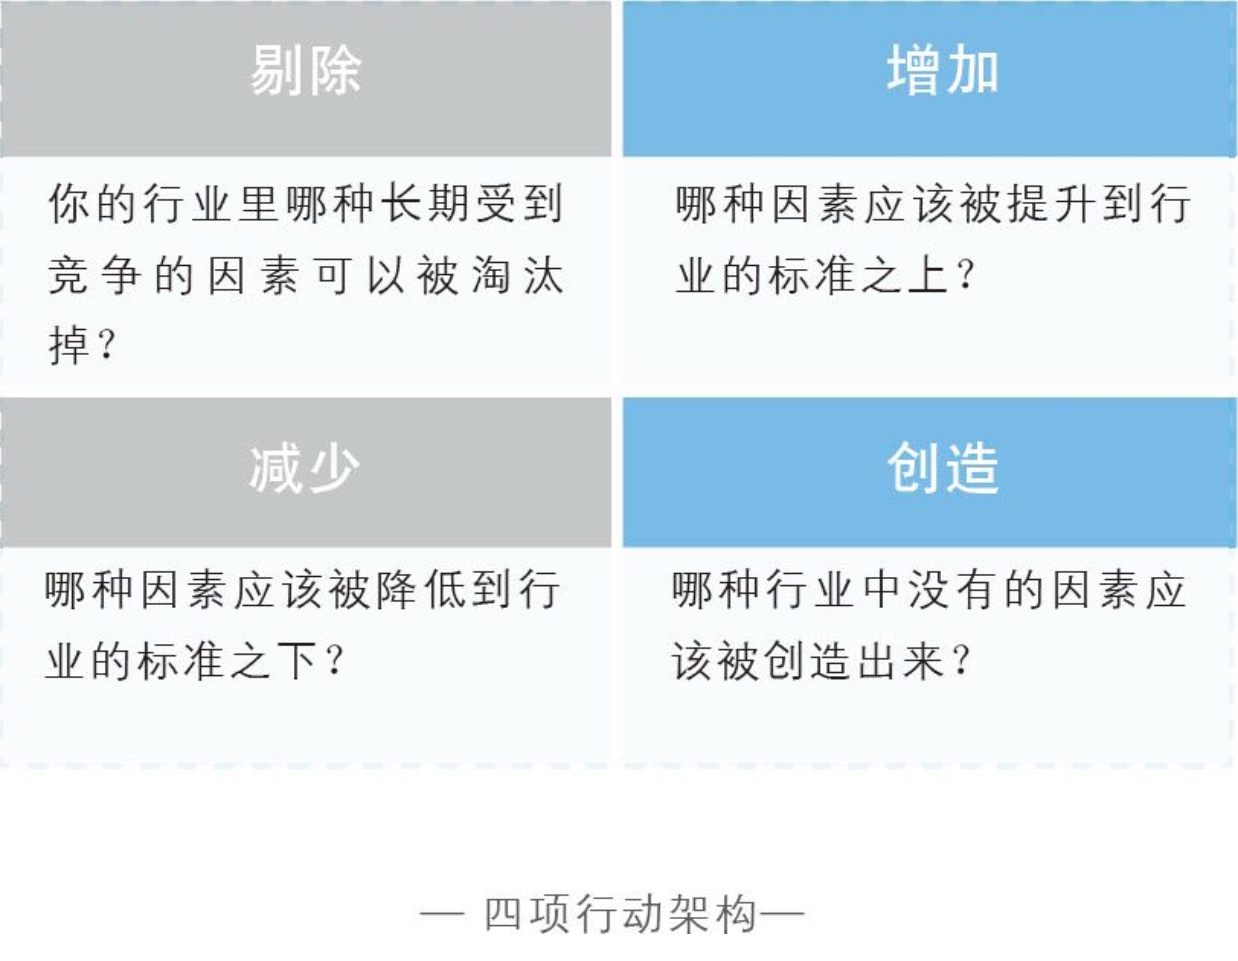 剔除
你的行业里哪种长期受到
竞争的因素可以被淘汰
掉？
增加
哪种因素应该被提升到行
业的标准之上？
减少
哪种因素应该被降低到行
业的标准之下？
创造
哪种行业中没有的因素应
该被创造出来？
— 四项行动架构—